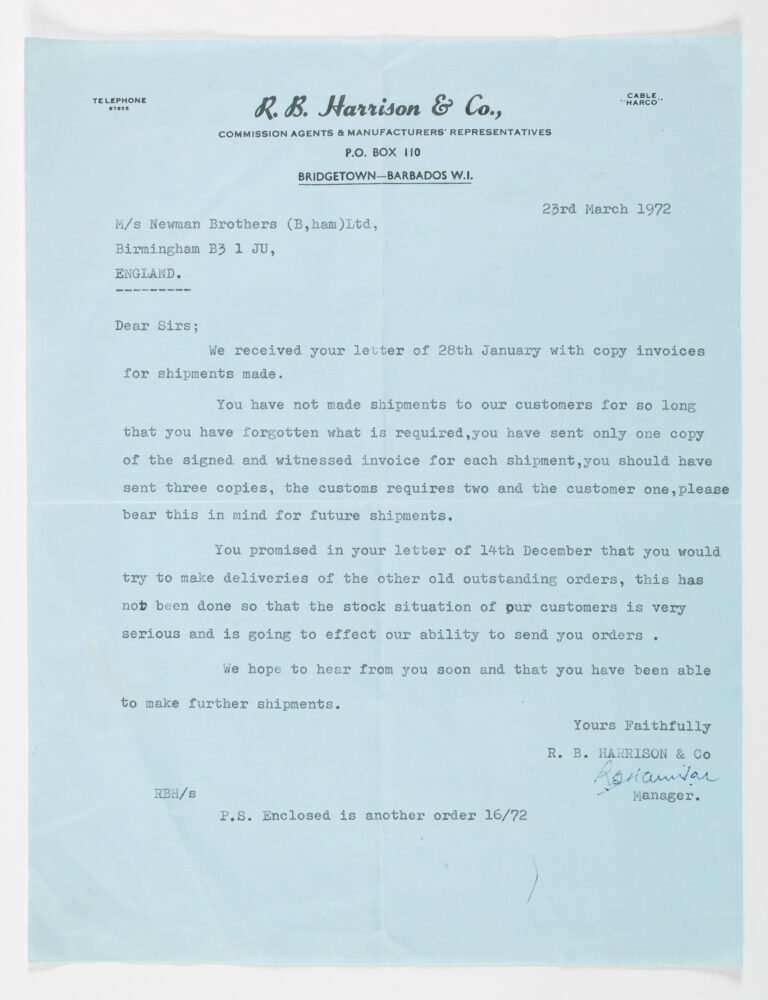 TELEPHONE
CABLE
"HARCO"
R. B. Harrison & Co.,
COMMISSION AGENTS & MANUFACTURERS' REPRESENTATIVES
P.O. BOX 110
BRIDGETOWN—BARBADOS W.I.
23rd March 1972
M/s Newman Brothers (B,ham)Ltd,
Birmingham B3 1 JU,
ENGLAND.
---------
Dear Sirs;
We received your letter of 28th January with copy invoices
for shipments made.
You have not made shipments to our customers for so long
that you have forgotten what is required,you have sent only one copy
of the signed and witnessed invoice for each shipment,you should have
sent three copies, the customs requires two and the customer one,please
bear this in mind for future shipments.
You promised in your letter of 14th December that you would
try to make deliveries of the other old outstanding orders, this has
not been done so that the stock situation of our customers is very
serious and is going to effect our ability to send you orders .
We hope to hear from you soon and that you have been able
to make further shipments.
Yours Faithfully
R. B. HARRISON & Co
Manager.
RBH/s
P.S. Enclosed is another order 16/72